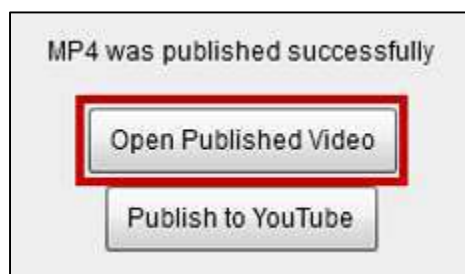 MP4 was published successfully
Open Published Video
Publish to YouTube